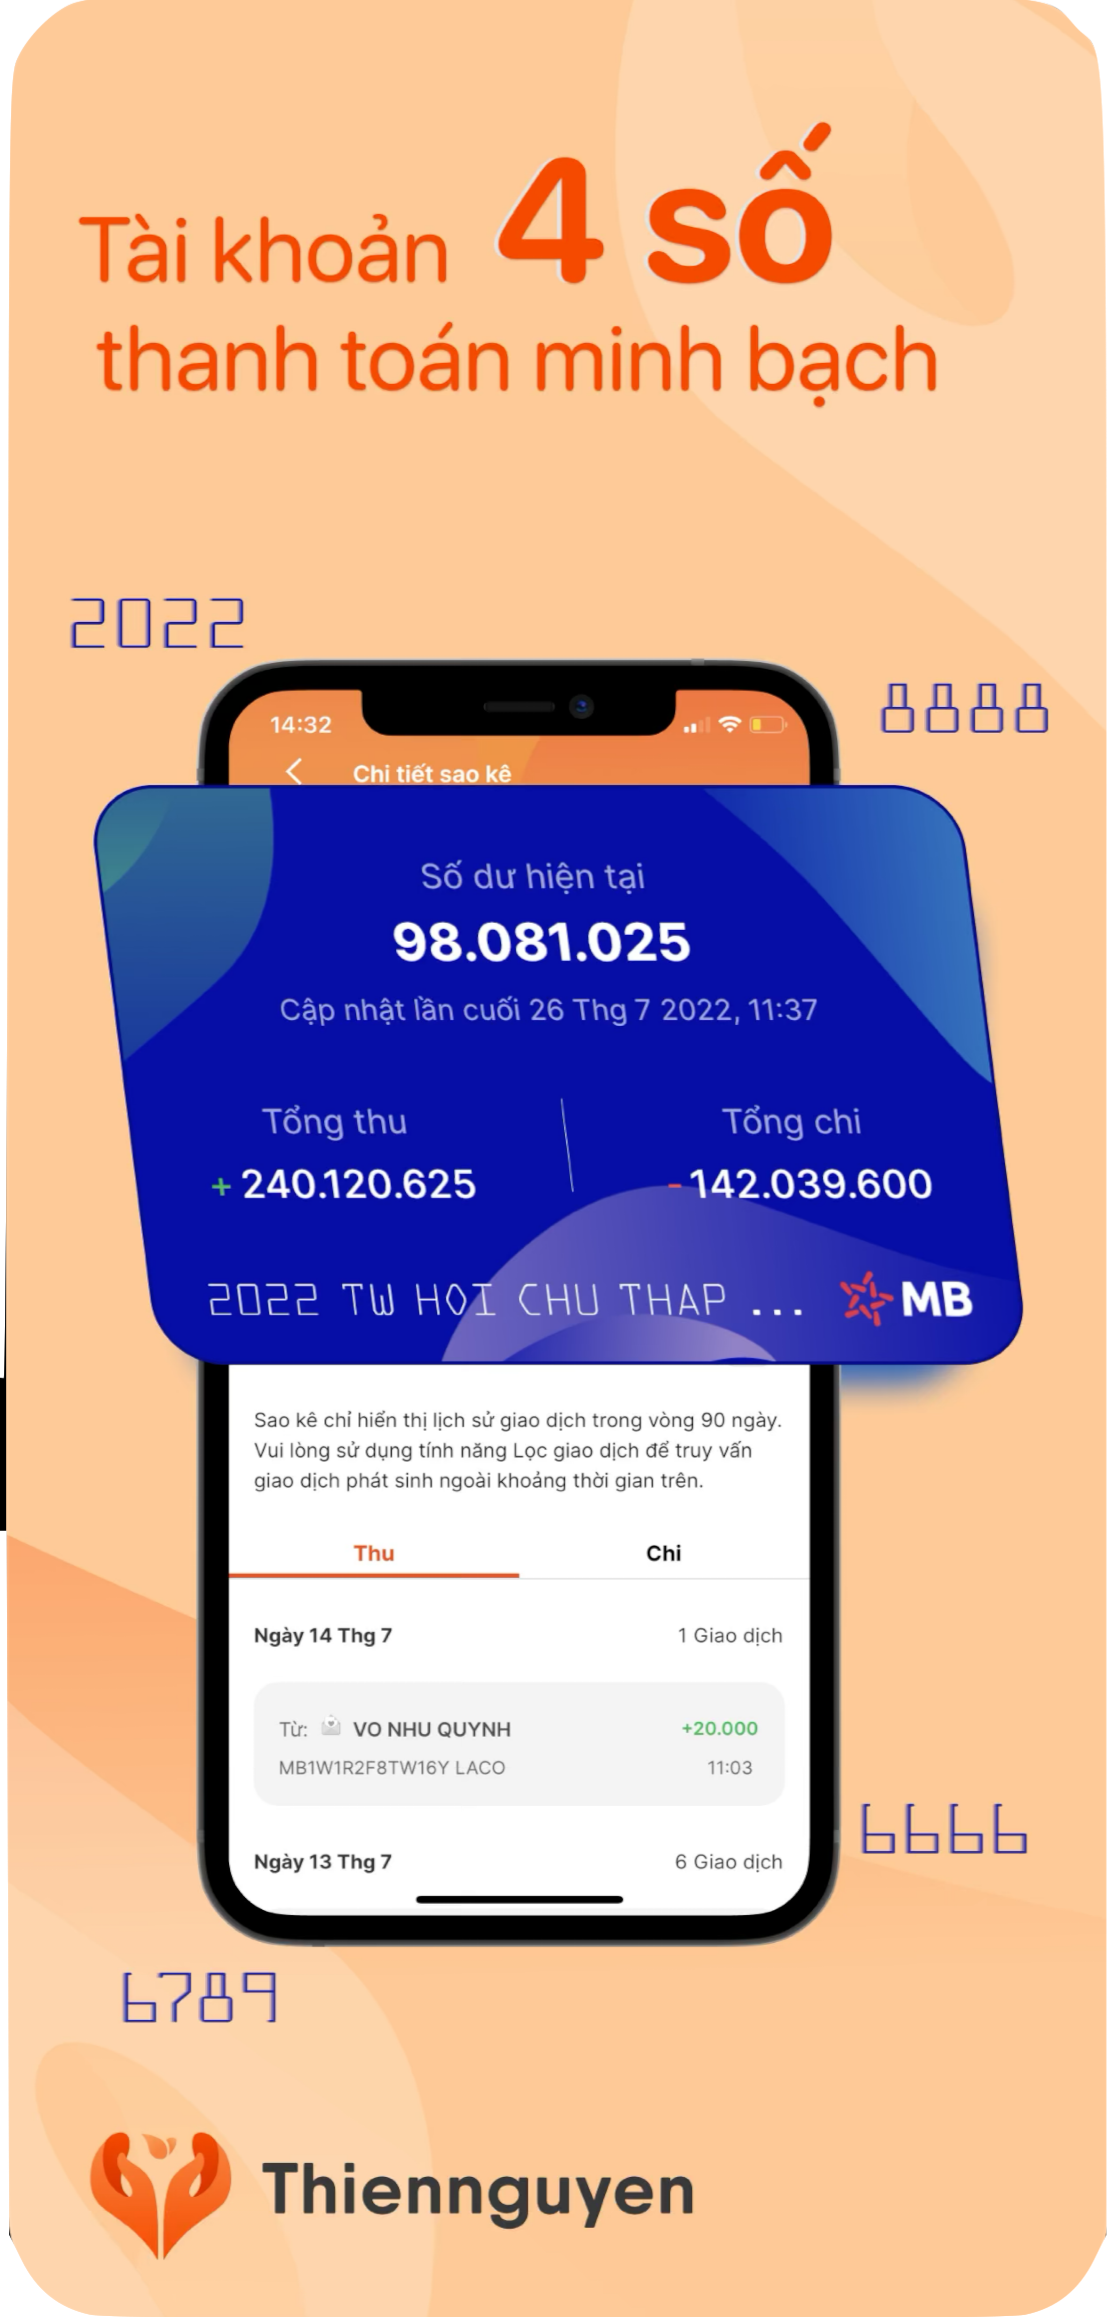 Tài khoản 4 số
thanh toán minh bạch
2022
8888
14:32
Chi tiết sao kê
Số dư hiện tại
98.081.025
Cập nhật lần cuối 26 Thg 7 2022, 11:37
Tổng thu
Tổng chi
+ 240.120.625
- 142.039.600
2022 TW HOI CHU THAP ...
MB
Sao kê chỉ hiển thị lịch sử giao dịch trong vòng 90 ngày.
Vui lòng sử dụng tính năng Lọc giao dịch để truy vấn
giao dịch phát sinh ngoài khoảng thời gian trên.
Thu
Chi
Ngày 14 Thg 7
1 Giao dịch
Từ: VO NHU QUYNH
+20.000
MB1W1R2F8TW16Y LACO
11:03
6666
Ngày 13 Thg 7
6 Giao dịch
6789
Thiennguyen